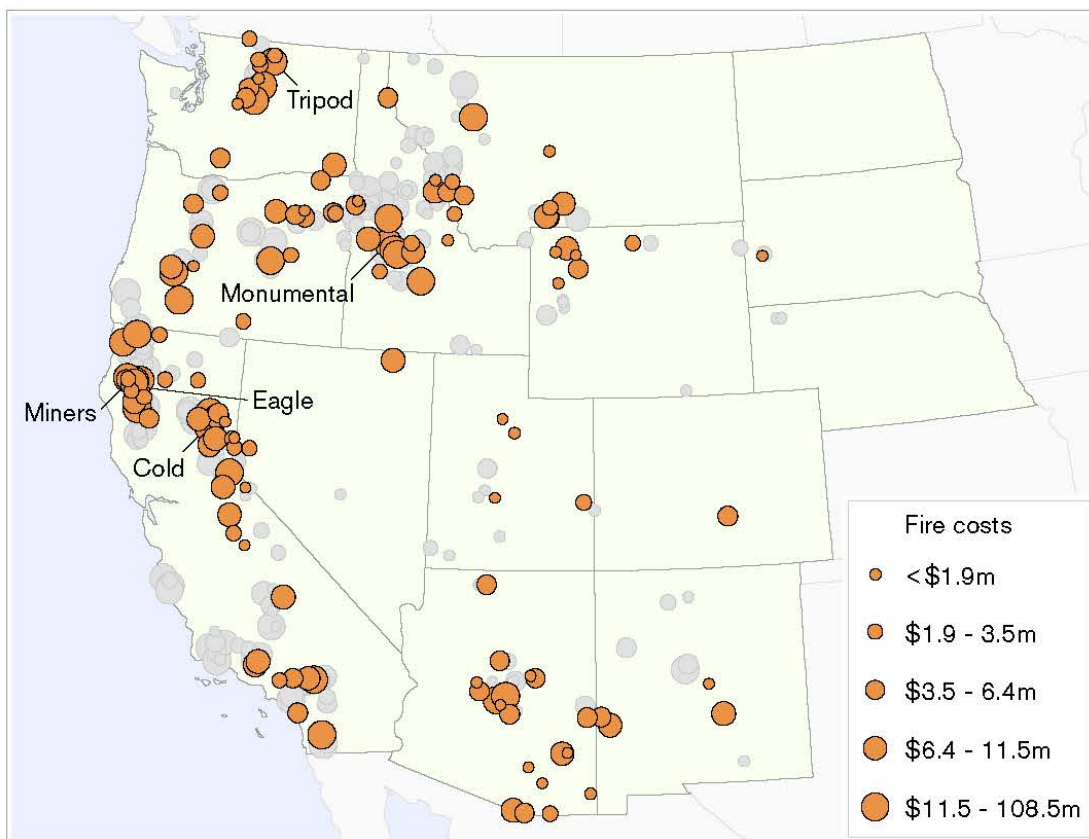 Tripod
Monumental
Eagle
Miners
Cold
Fire costs
<$1.9m
$1.9 - 3.5m
$3.5 - 6.4m
$6.4 - 11.5m
$11.5 - 108.5m